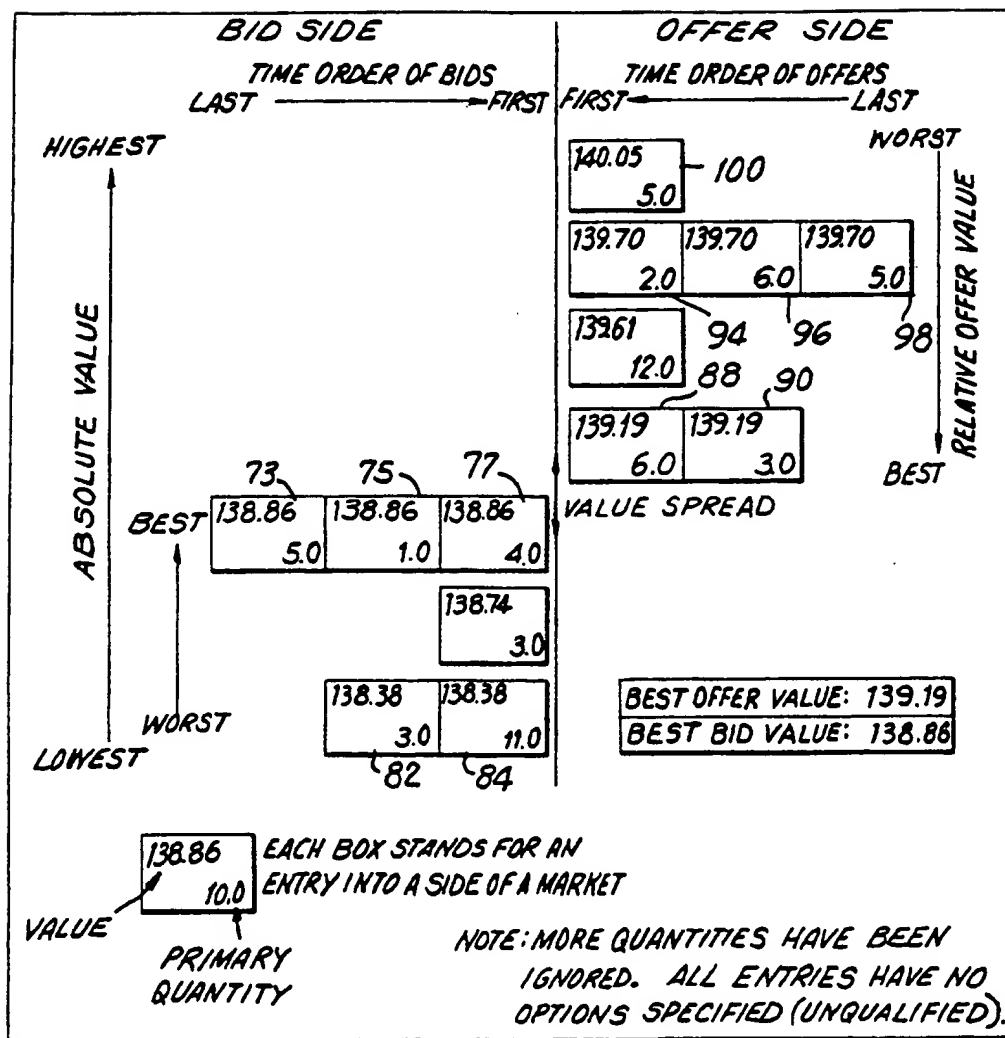 BID SIDE
OFFER SIDE
TIME ORDER OF BIDS
LAST FIRST
TIME ORDER OF OFFERS
FIRST LAST
HIGHEST
ABSOLUTE VALUE
LOWEST
WORST
RELATIVE OFFER VALUE
BEST
140.05
5.0
100
139.70 139.70 139.70
2.0 6.0 5.0
94 96 98
139.61
12.0
88 90
139.19 139.19
6.0 3.0
VALUE SPREAD
73 75 77
BEST
138.86 138.86 138.86
5.0 1.0 4.0
138.74
3.0
WORST
138.38 138.38
3.0 11.0
82 84
BEST OFFER VALUE: 139.19
BEST BID VALUE: 138.86
138.86
10.0
VALUE
PRIMARY
QUANTITY
EACH BOX STANDS FOR AN
ENTRY INTO A SIDE OF A MARKET
NOTE: MORE QUANTITIES HAVE BEEN
IGNORED. ALL ENTRIES HAVE NO
OPTIONS SPECIFIED (UNQUALIFIED).